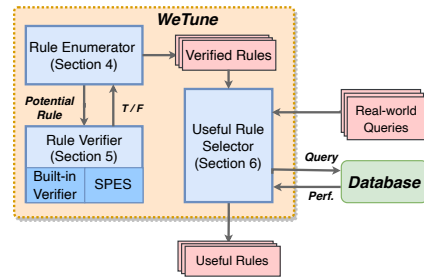 WeTune
Rule Enumerator
(Section 4)
Verified Rules
Potential
Rule
T / F
Rule Verifier
(Section 5)
Built-in
Verifier
SPES
Useful Rule
Selector
(Section 6)
Real-world
Queries
Query
Perf.
Database
Useful Rules